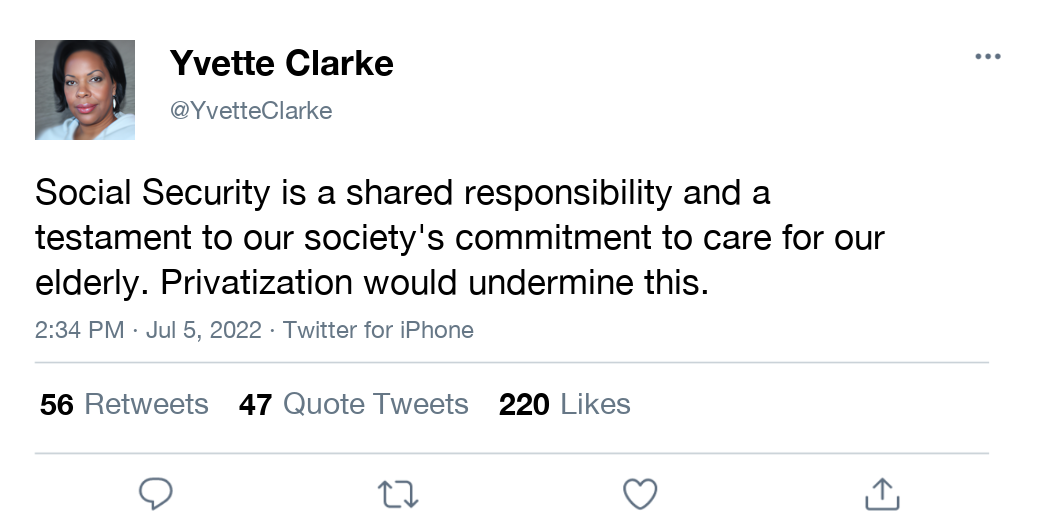 Yvette Clarke
@YvetteClarke
Social Security is a shared responsibility and a
testament to our society's commitment to care for our
elderly. Privatization would undermine this.
2:34 PM · Jul 5, 2022 · Twitter for iPhone
56 Retweets 47 Quote Tweets 220 Likes